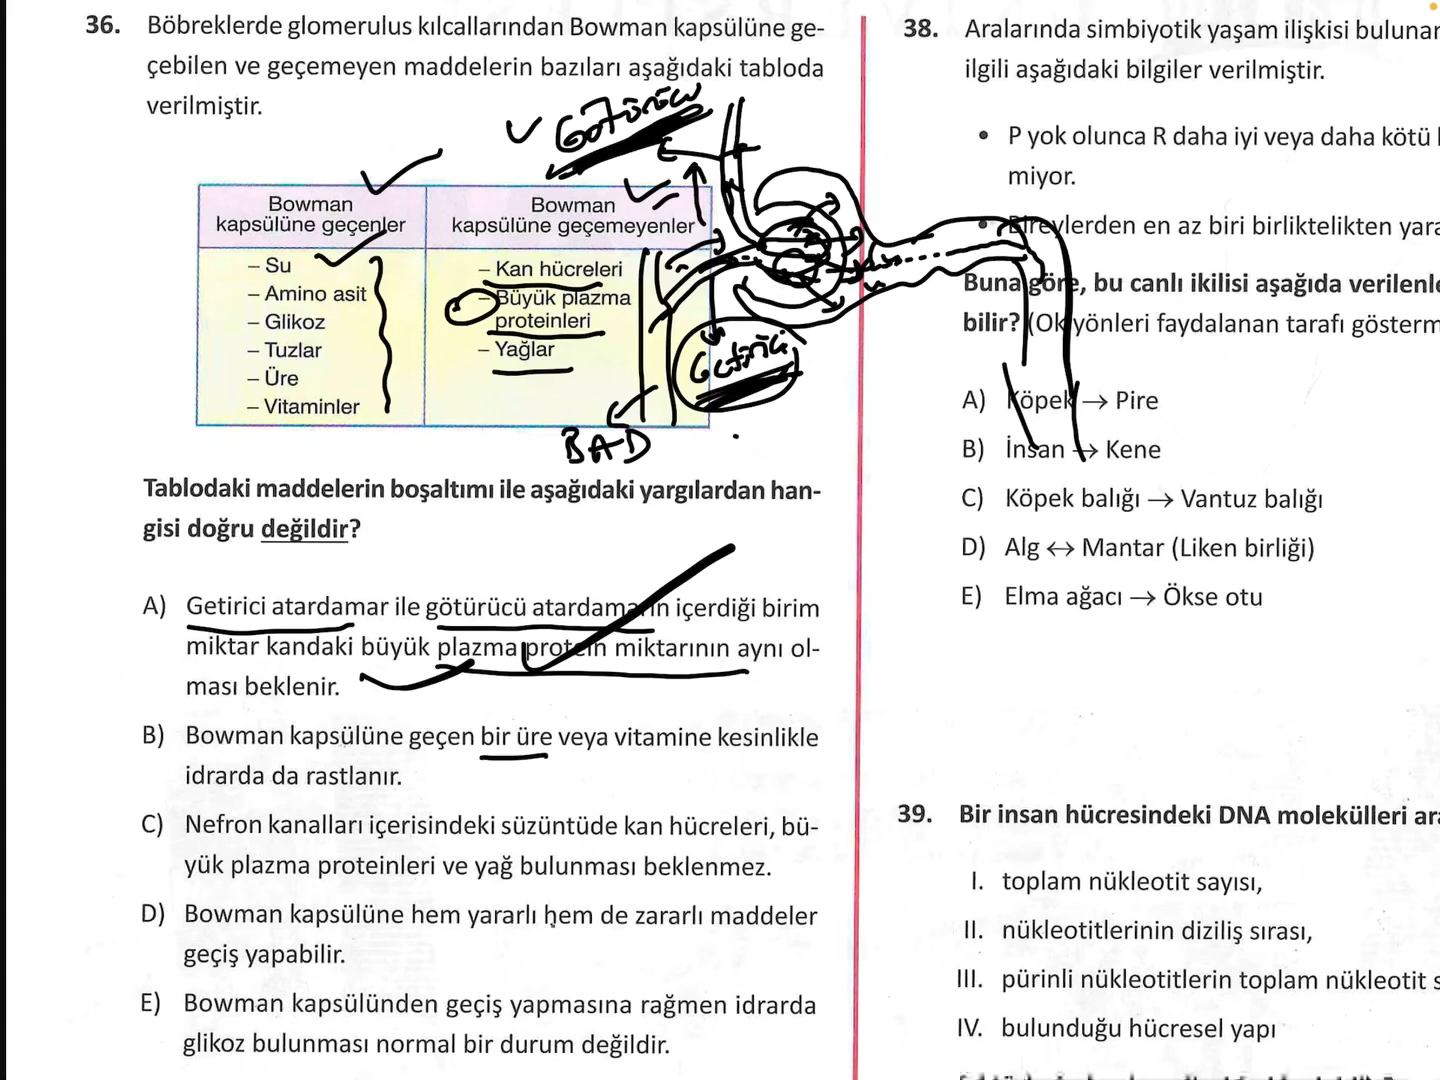 36. Böbreklerde glomerulus kılcallarından Bowman kapsülüne ge-
çebilen ve geçemeyen maddelerin bazıları aşağıdaki tabloda
verilmiştir.
Götürücü
Bowman
kapsülüne geçenler
– Su
– Amino asit
– Glikoz
– Tuzlar
– Üre
– Vitaminler
Bowman
kapsülüne geçemeyenler
– Kan hücreleri
– Büyük plazma
proteinleri
– Yağlar
Getirici
BAD
Tablodaki maddelerin boşaltımı ile aşağıdaki yargılardan han-
gisi doğru değildir?
A) Getirici atardamar ile götürücü atardamarın içerdiği birim
miktar kandaki büyük plazma protein miktarının aynı ol-
ması beklenir.
B) Bowman kapsülüne geçen bir üre veya vitamine kesinlikle
idrarda da rastlanır.
C) Nefron kanalları içerisindeki süzüntüde kan hücreleri, bü-
yük plazma proteinleri ve yağ bulunması beklenmez.
D) Bowman kapsülüne hem yararlı hem de zararlı maddeler
geçiş yapabilir.
E) Bowman kapsülünden geçiş yapmasına rağmen idrarda
glikoz bulunması normal bir durum değildir.
38. Aralarında simbiyotik yaşam ilişkisi bulunan
ilgili aşağıdaki bilgiler verilmiştir.
• P yok olunca R daha iyi veya daha kötü
miyor.
• Bireylerden en az biri birliktelikten yara
Buna göre, bu canlı ikilisi aşağıda verilenle
bilir? (Ok yönleri faydalanan tarafı gösterm
A) Köpek → Pire
B) İnsan → Kene
C) Köpek balığı → Vantuz balığı
D) Alg ↔ Mantar (Liken birliği)
E) Elma ağacı → Ökse otu
39. Bir insan hücresindeki DNA molekülleri ara
I. toplam nükleotit sayısı,
II. nükleotitlerinin diziliş sırası,
III. pürinli nükleotitlerin toplam nükleotit s
IV. bulunduğu hücresel yapı